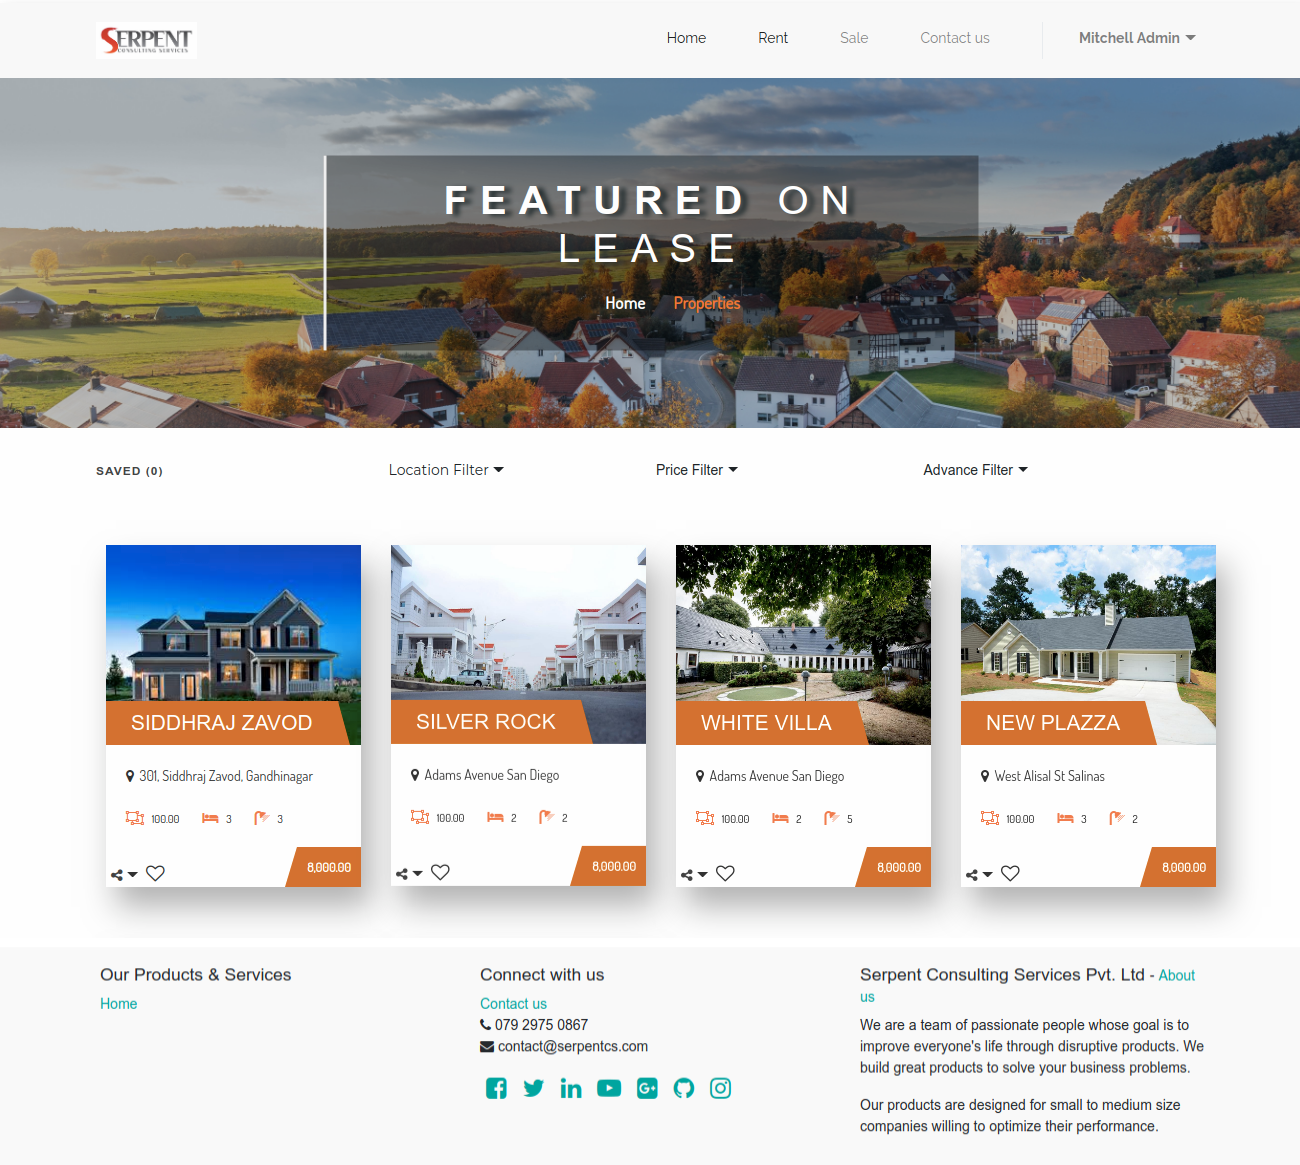 SERPENT
CONSULTING SERVICES
Home Rent Sale Contact us Mitchell Admin
FEATURED ON
LEASE
Home Properties
SAVED (0) Location Filter Price Filter Advance Filter
SIDDHRAJ ZAVOD
301, Siddhraj Zavod, Gandhinagar
100.00 3 3
8,000.00
SILVER ROCK
Adams Avenue San Diego
100.00 2 2
8,000.00
WHITE VILLA
Adams Avenue San Diego
100.00 2 5
8,000.00
NEW PLAZZA
West Alisal St Salinas
100.00 3 2
8,000.00
Our Products & Services
Home
Connect with us
Contact us
079 2975 0867
contact@serpentcs.com
Serpent Consulting Services Pvt. Ltd - About
us
We are a team of passionate people whose goal is to
improve everyone's life through disruptive products. We
build great products to solve your business problems.
Our products are designed for small to medium size
companies willing to optimize their performance.